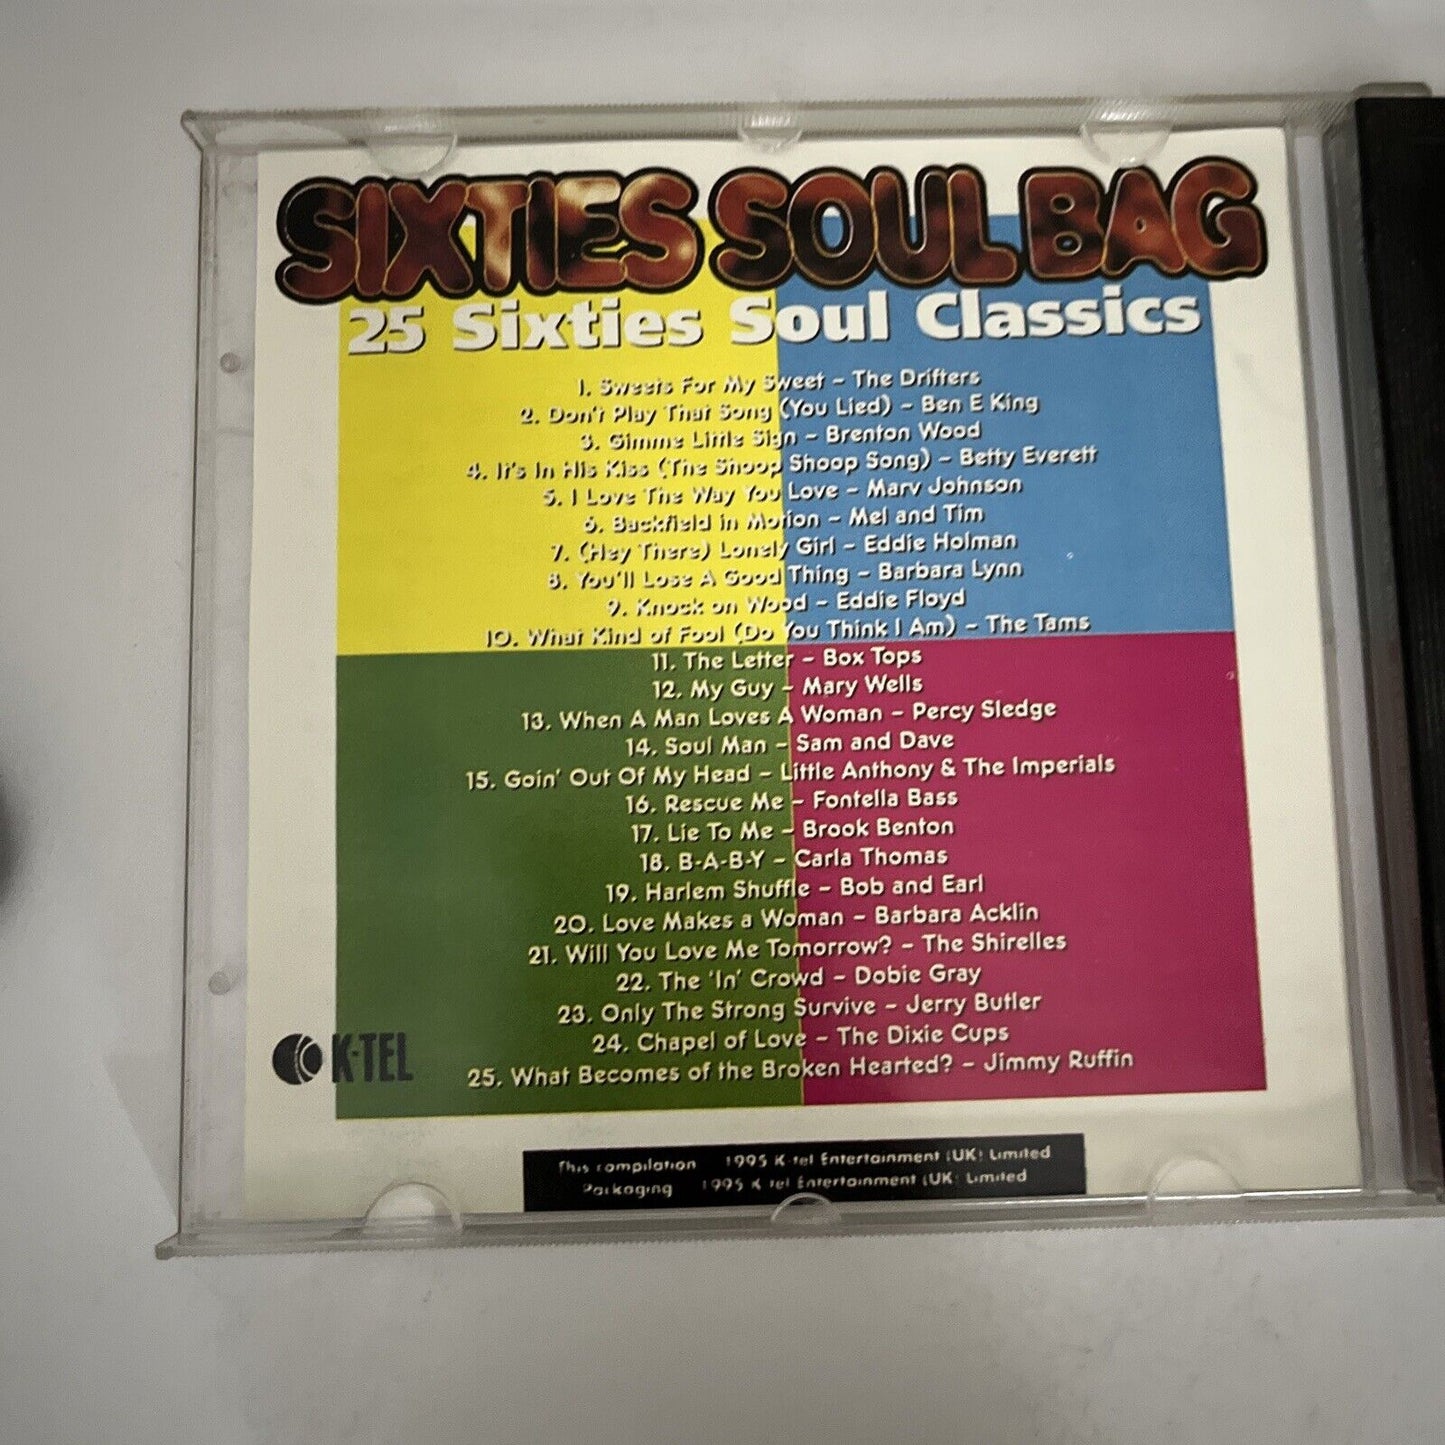 SIXTIES SOUL BAG
25 Sixties Soul Classics
1. Sweets For My Sweet – The Drifters
2. Don't Play That Song (You Lied) – Ben E King
3. Gimme Little Sign – Brenton Wood
4. It's In His Kiss (The Shoop Shoop Song) – Betty Everett
5. I Love The Way You Love – Marv Johnson
6. Backfield in Motion – Mel and Tim
7. (Hey There) Lonely Girl – Eddie Holman
8. You'll Lose A Good Thing – Barbara Lynn
9. Knock on Wood – Eddie Floyd
10. What Kind of Fool (Do You Think I Am) – The Tams
11. The Letter – Box Tops
12. My Guy – Mary Wells
13. When A Man Loves A Woman – Percy Sledge
14. Soul Man – Sam and Dave
15. Goin' Out Of My Head – Little Anthony & The Imperials
16. Rescue Me – Fontella Bass
17. Lie To Me – Brook Benton
18. B-A-B-Y – Carla Thomas
19. Harlem Shuffle – Bob and Earl
20. Love Makes a Woman – Barbara Acklin
21. Will You Love Me Tomorrow? – The Shirelles
22. The 'In' Crowd – Dobie Gray
23. Only The Strong Survive – Jerry Butler
24. Chapel of Love – The Dixie Cups
25. What Becomes of the Broken Hearted? – Jimmy Ruffin
K-TEL
This compilation 1995 K-tel Entertainment (UK) Limited
Packaging 1995 K-tel Entertainment (UK) Limited